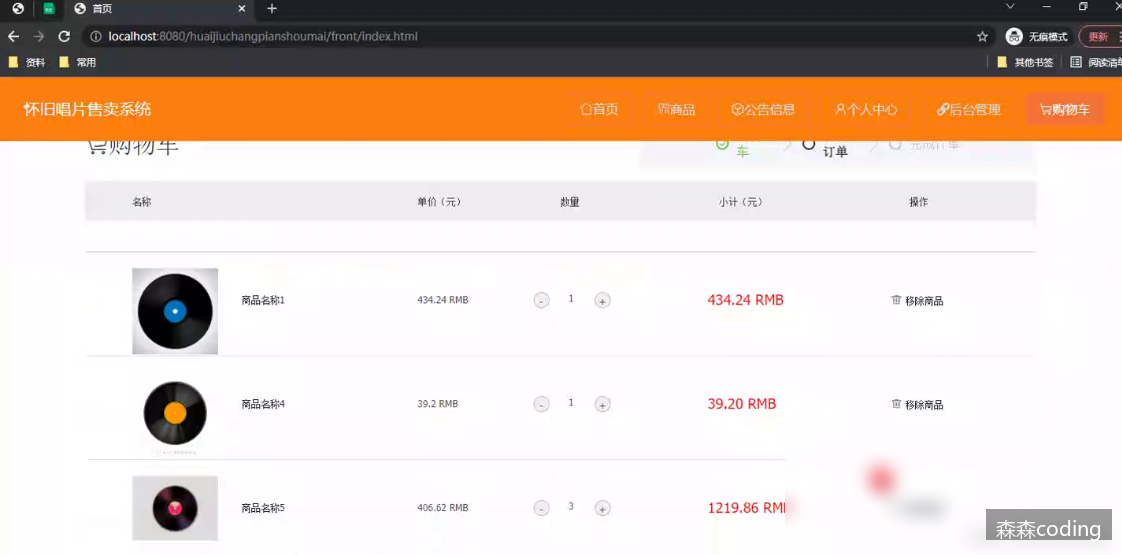 首页
localhost:8080/huaijiuchangpianshoumai/front/index.html
无痕模式
更新
资料
常用
其他书签
阅读清单
怀旧唱片售卖系统
首页
商品
公告信息
个人中心
后台管理
购物车
购物车
车
订单
完成订单
名称
单价（元）
数量
小计（元）
操作
商品名称1
434.24 RMB
- 1 +
434.24 RMB
移除商品
商品名称4
39.2 RMB
- 1 +
39.20 RMB
移除商品
商品名称5
406.62 RMB
- 3 +
1219.86 RM
森森coding